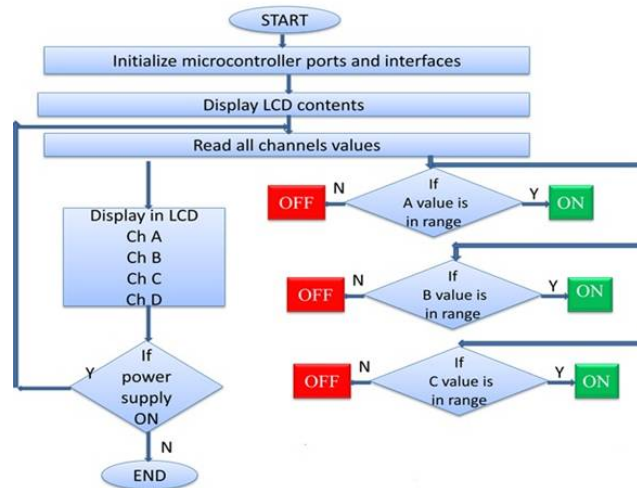 START
Initialize microcontroller ports and interfaces
Display LCD contents
Read all channels values
Display in LCD
Ch A
Ch B
Ch C
Ch D
If
power
supply
ON
Y
N
END
If
A value is
in range
N
OFF
Y
ON
If
B value is
in range
N
OFF
Y
ON
If
C value is
in range
N
OFF
Y
ON